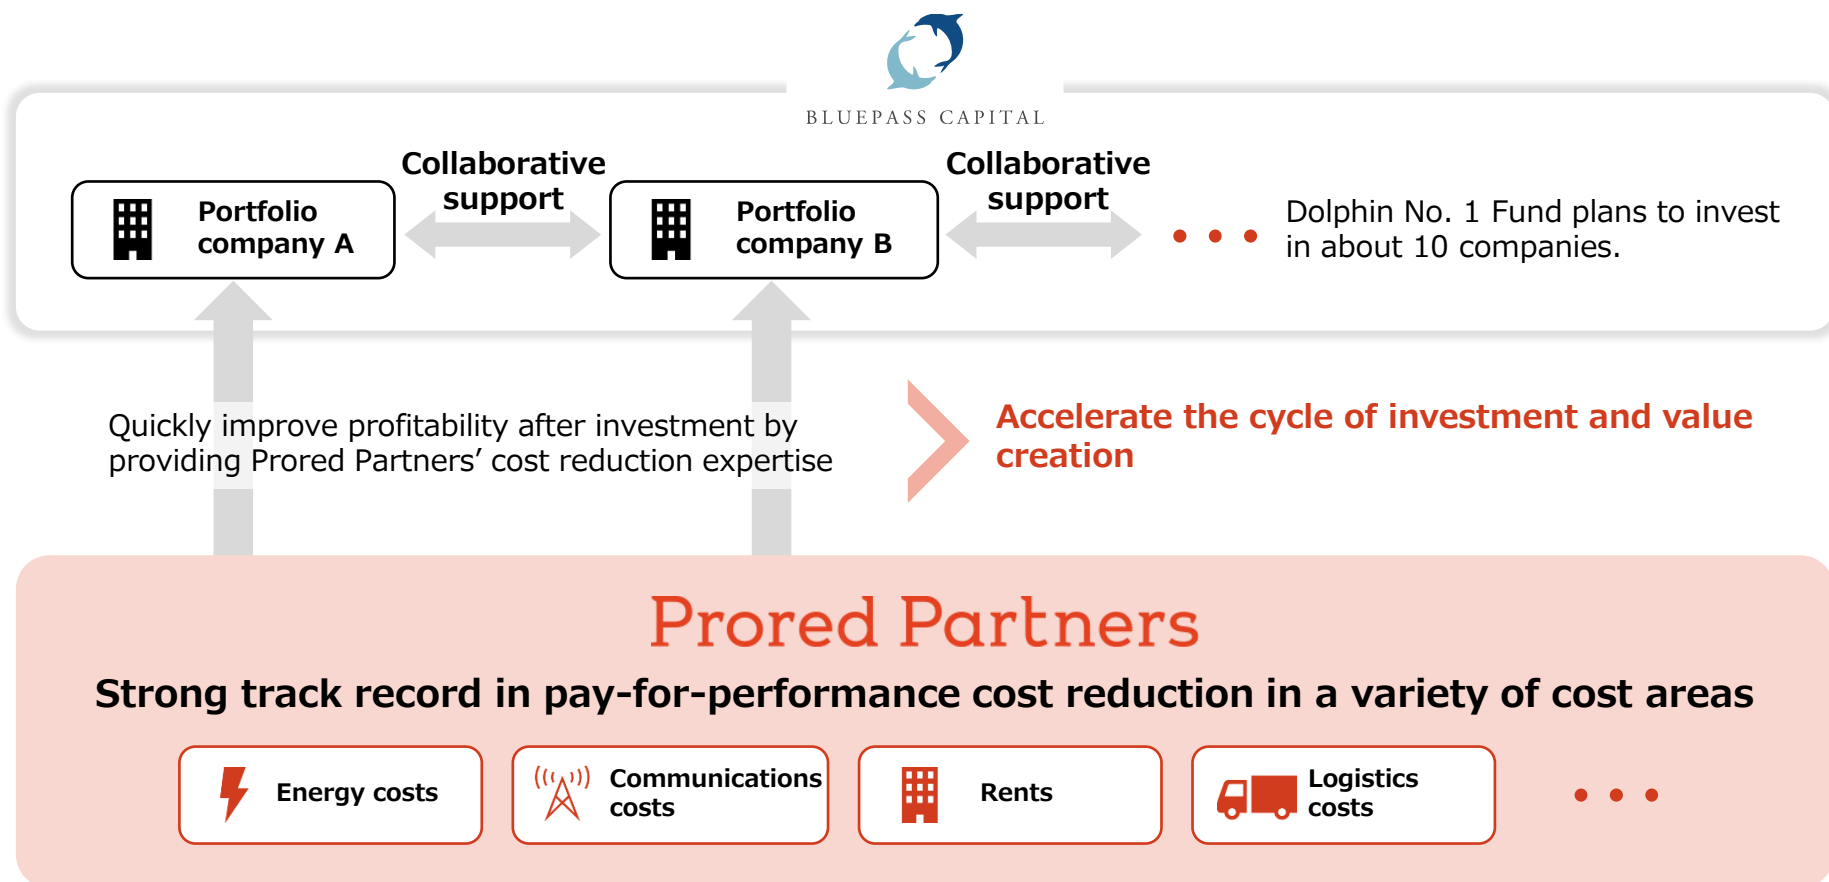 BLUEPASS CAPITAL
Collaborative
support
Collaborative
support
Portfolio
company A
Portfolio
company B
Dolphin No. 1 Fund plans to invest
in about 10 companies.
Quickly improve profitability after investment by
providing Prored Partners’ cost reduction expertise
Accelerate the cycle of investment and value
creation
Prored Partners
Strong track record in pay-for-performance cost reduction in a variety of cost areas
Energy costs
Communications
costs
Rents
Logistics
costs